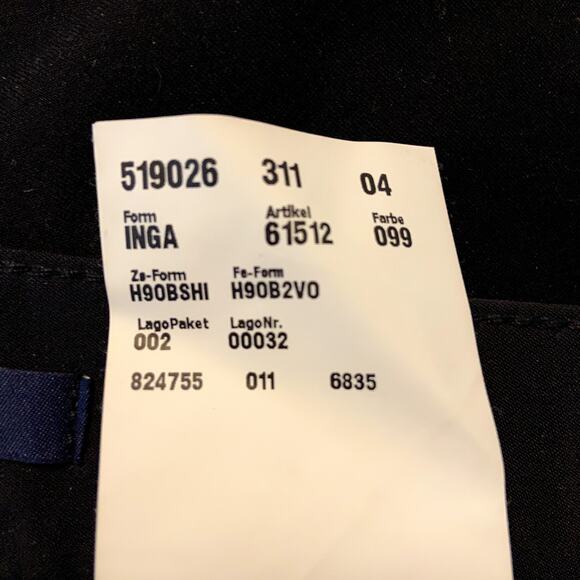 519026 311 04
Form Artikel Farbe
INGA 61512 099
Zs-Form Fe-Form
H90BSHI H90B2VO
LagoPaket LagoNr.
002 00032
824755 011 6835